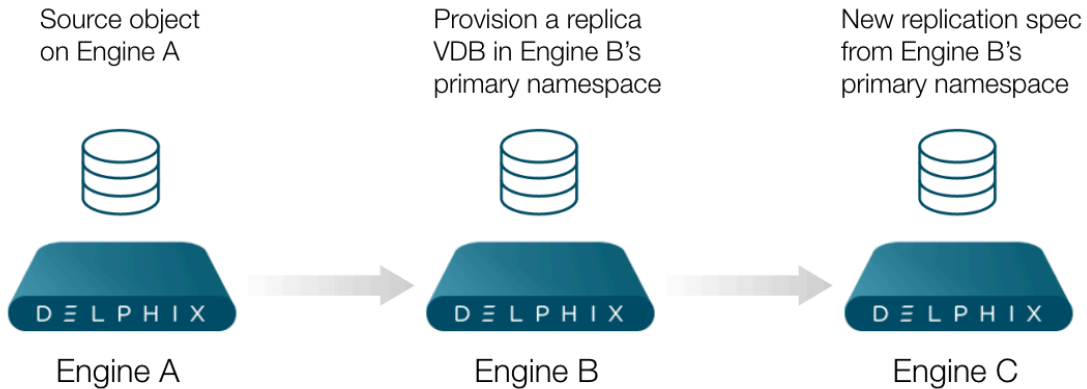 Source object
on Engine A
Provision a replica
VDB in Engine B's
primary namespace
New replication spec
from Engine B's
primary namespace
DELPHIX
DELPHIX
DELPHIX
Engine A
Engine B
Engine C